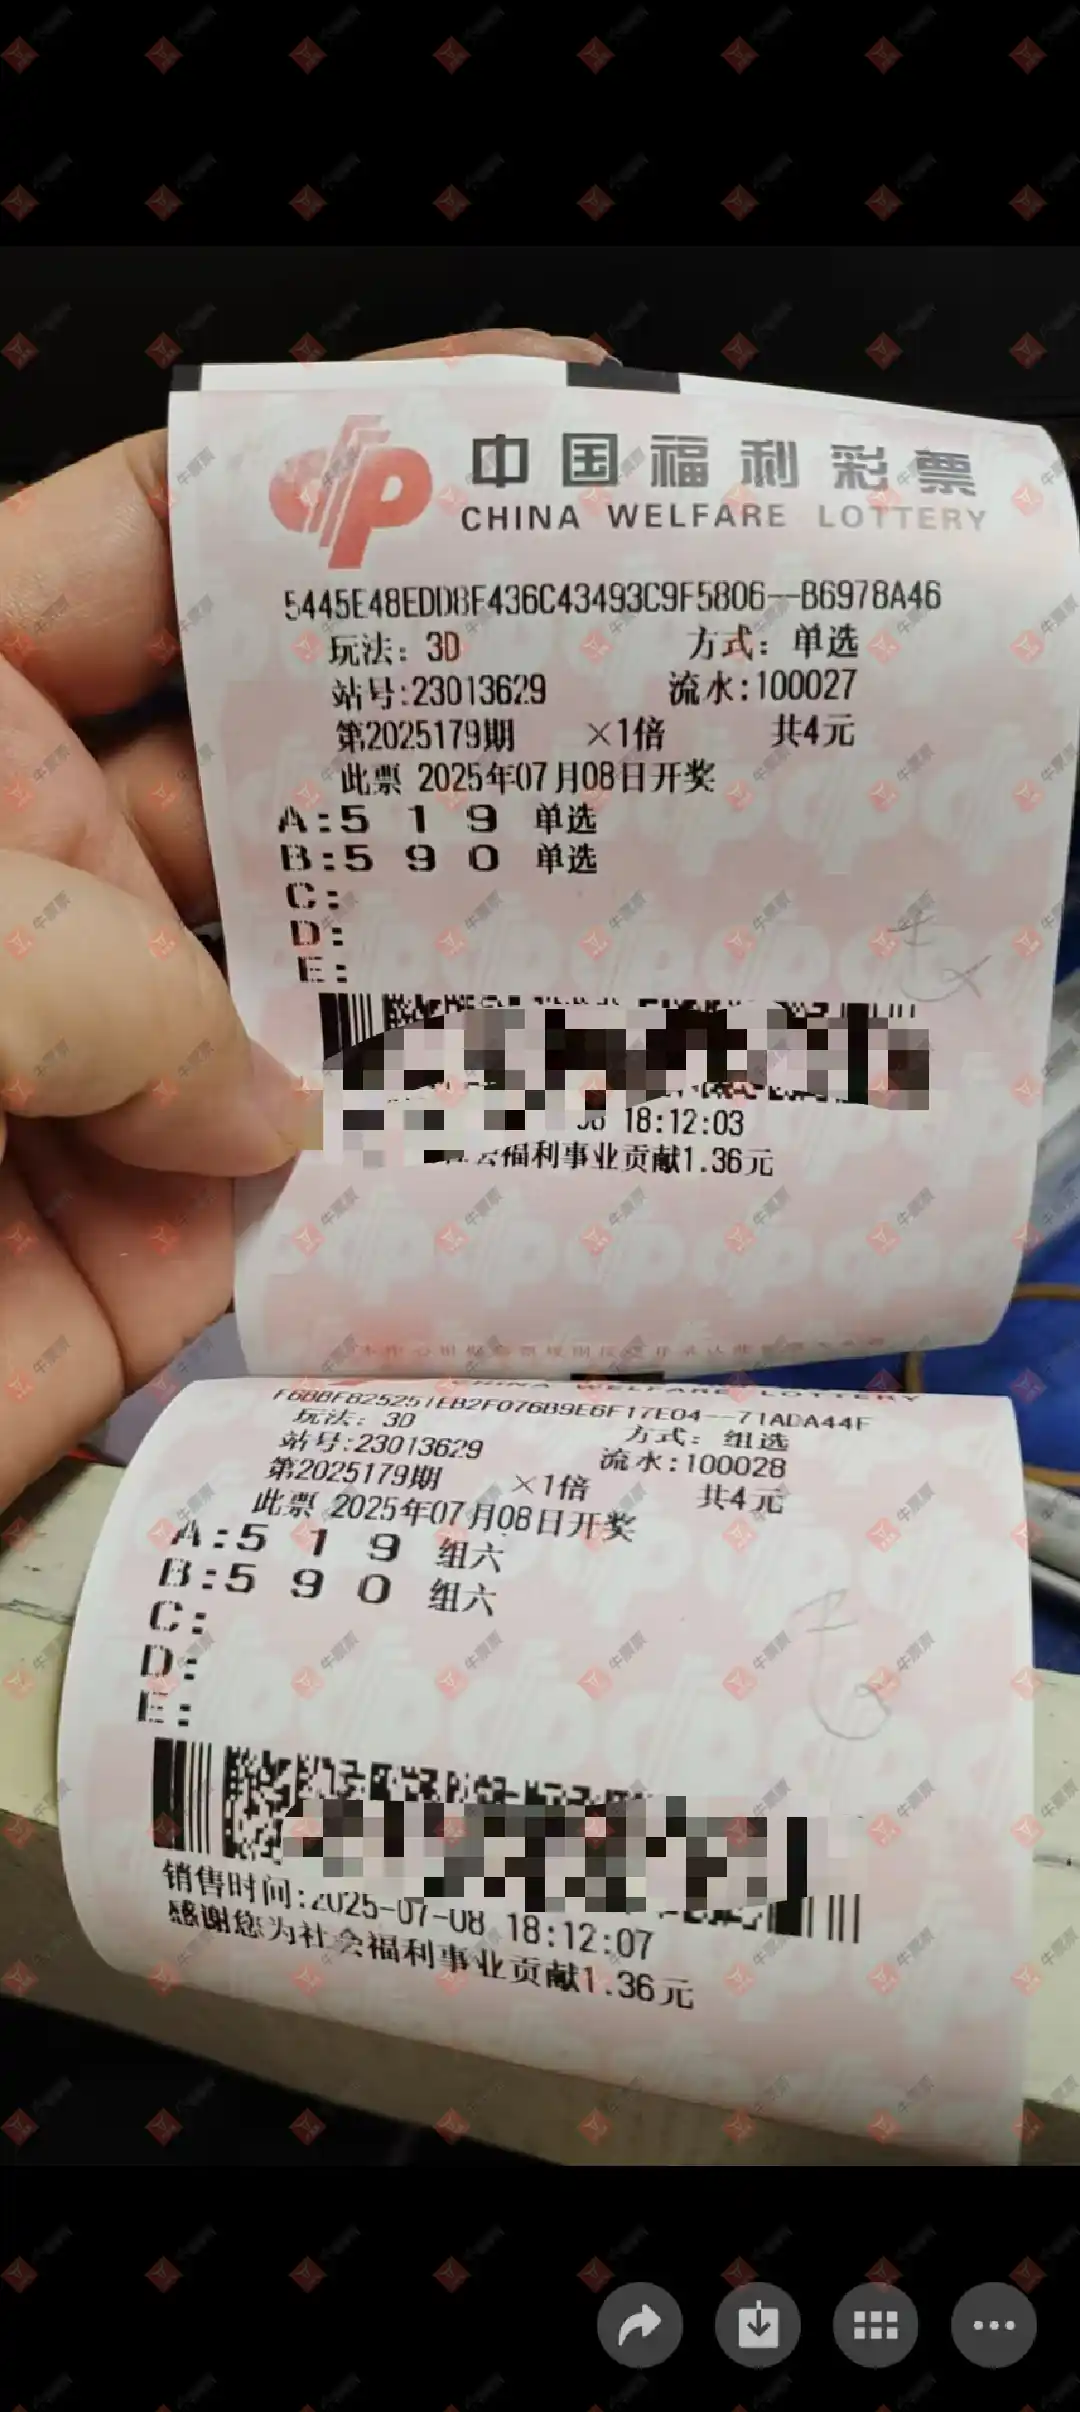 中国福利彩票
CHINA WELFARE LOTTERY
5445E48EDD8F436C43493C9F5806--B6978A46
玩法：3D 方式：单选
站号:23013629 流水:100027
第2025179期 ×1倍 共4元
此票 2025年07月08日开奖
A:5 1 9 单选
B:5 9 0 单选
C:
D:
E:
18:12:03
福利事业贡献1.36元
CHINA WELFARE LOTTERY
F6BBFB25251EB2F076B9E6F17E04--71ADA44F
玩法：3D 方式：组选
站号:23013629 流水:100028
第2025179期 ×1倍 共4元
此票 2025年07月08日开奖
A:5 1 9 组六
B:5 9 0 组六
C:
D:
E:
销售时间:2025-07-08 18:12:07
感谢您为社会福利事业贡献1.36元
牛票票